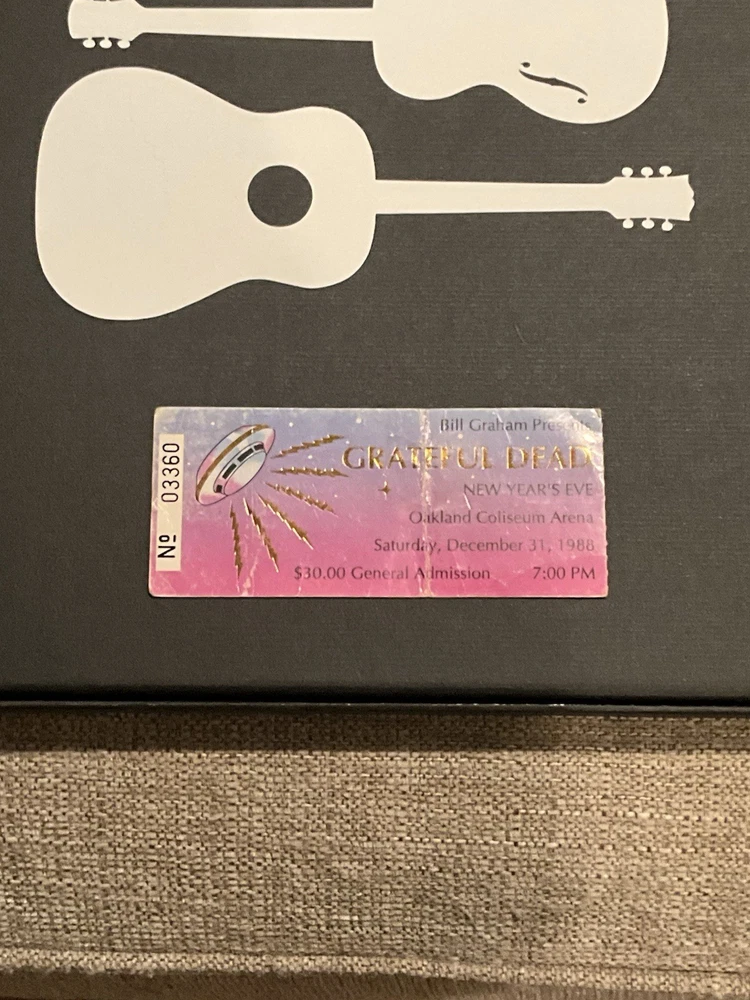 Nº 03360
Bill Graham Presents
GRATEFUL DEAD
NEW YEAR'S EVE
Oakland Coliseum Arena
Saturday, December 31, 1988
$30.00 General Admission 7:00 PM